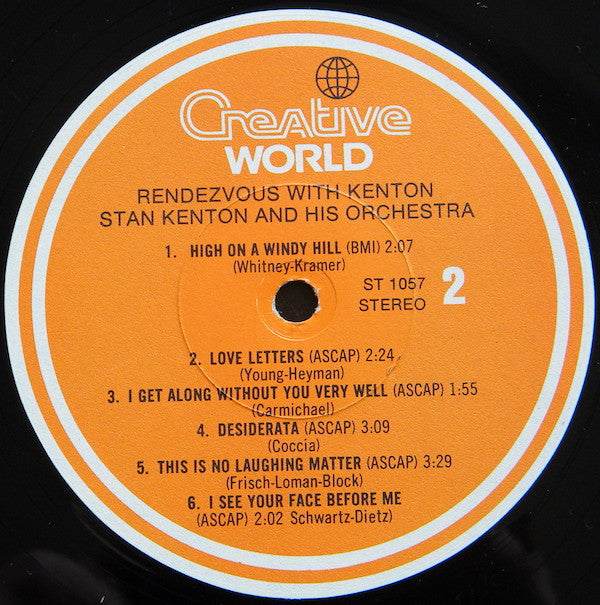 Creative
WORLD
RENDEZVOUS WITH KENTON
STAN KENTON AND HIS ORCHESTRA
1. HIGH ON A WINDY HILL (BMI) 2:07
(Whitney-Kramer)
ST 1057
STEREO
2
2. LOVE LETTERS (ASCAP) 2:24
(Young-Heyman)
3. I GET ALONG WITHOUT YOU VERY WELL (ASCAP) 1:55
(Carmichael)
4. DESIDERATA (ASCAP) 3:09
(Coccia)
5. THIS IS NO LAUGHING MATTER (ASCAP) 3:29
(Frisch-Loman-Block)
6. I SEE YOUR FACE BEFORE ME
(ASCAP) 2:02 Schwartz-Dietz)